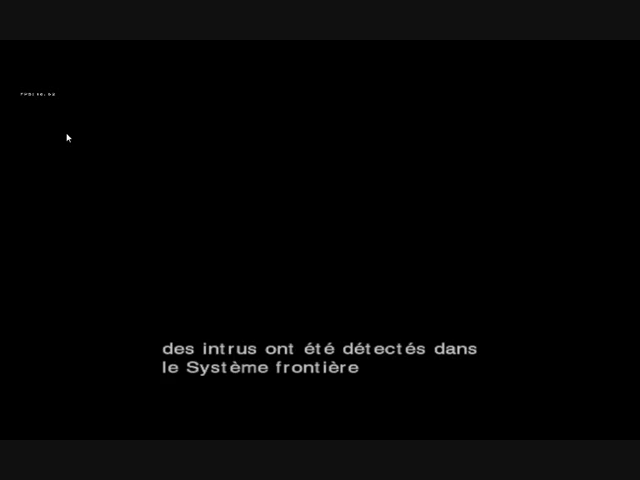 des intrus ont été détectés dans
le Système frontière